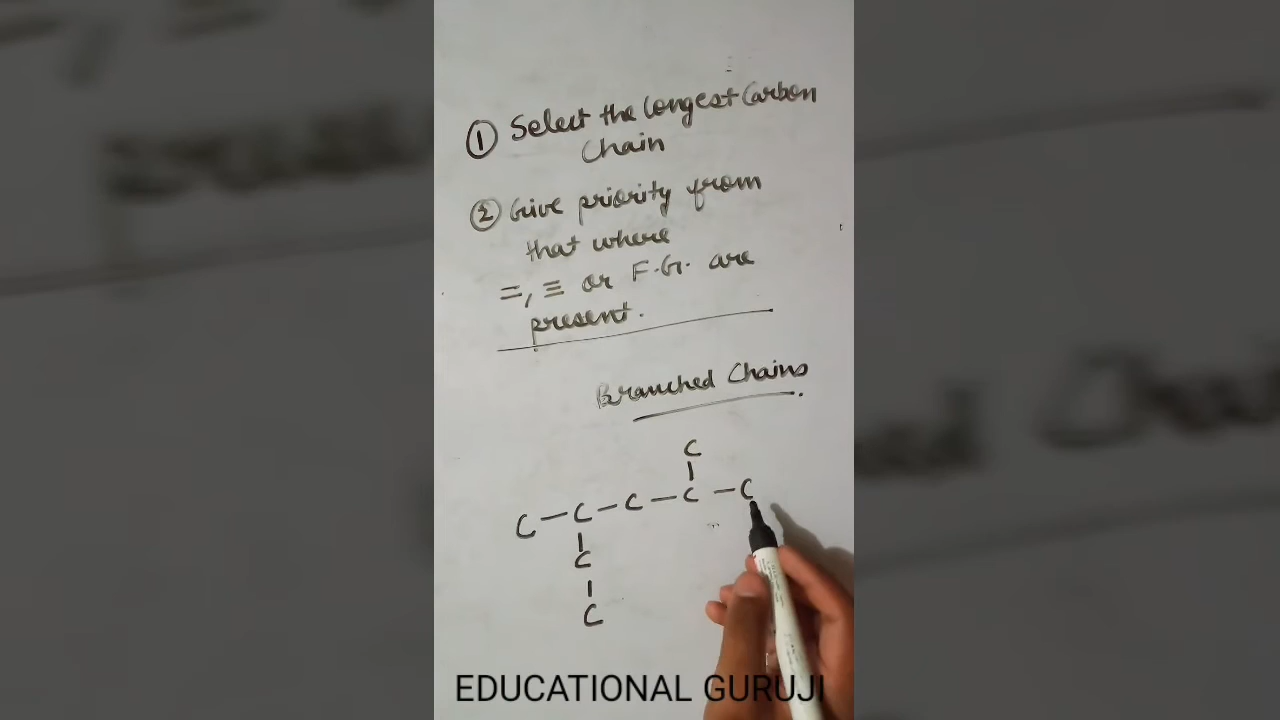 ① Select the longest Carbon
Chain
② Give priority from
that where
=, ≡ or F.G. are
present.
Branched Chains
C
C — C — C — C — C
C
C
EDUCATIONAL GURUJI